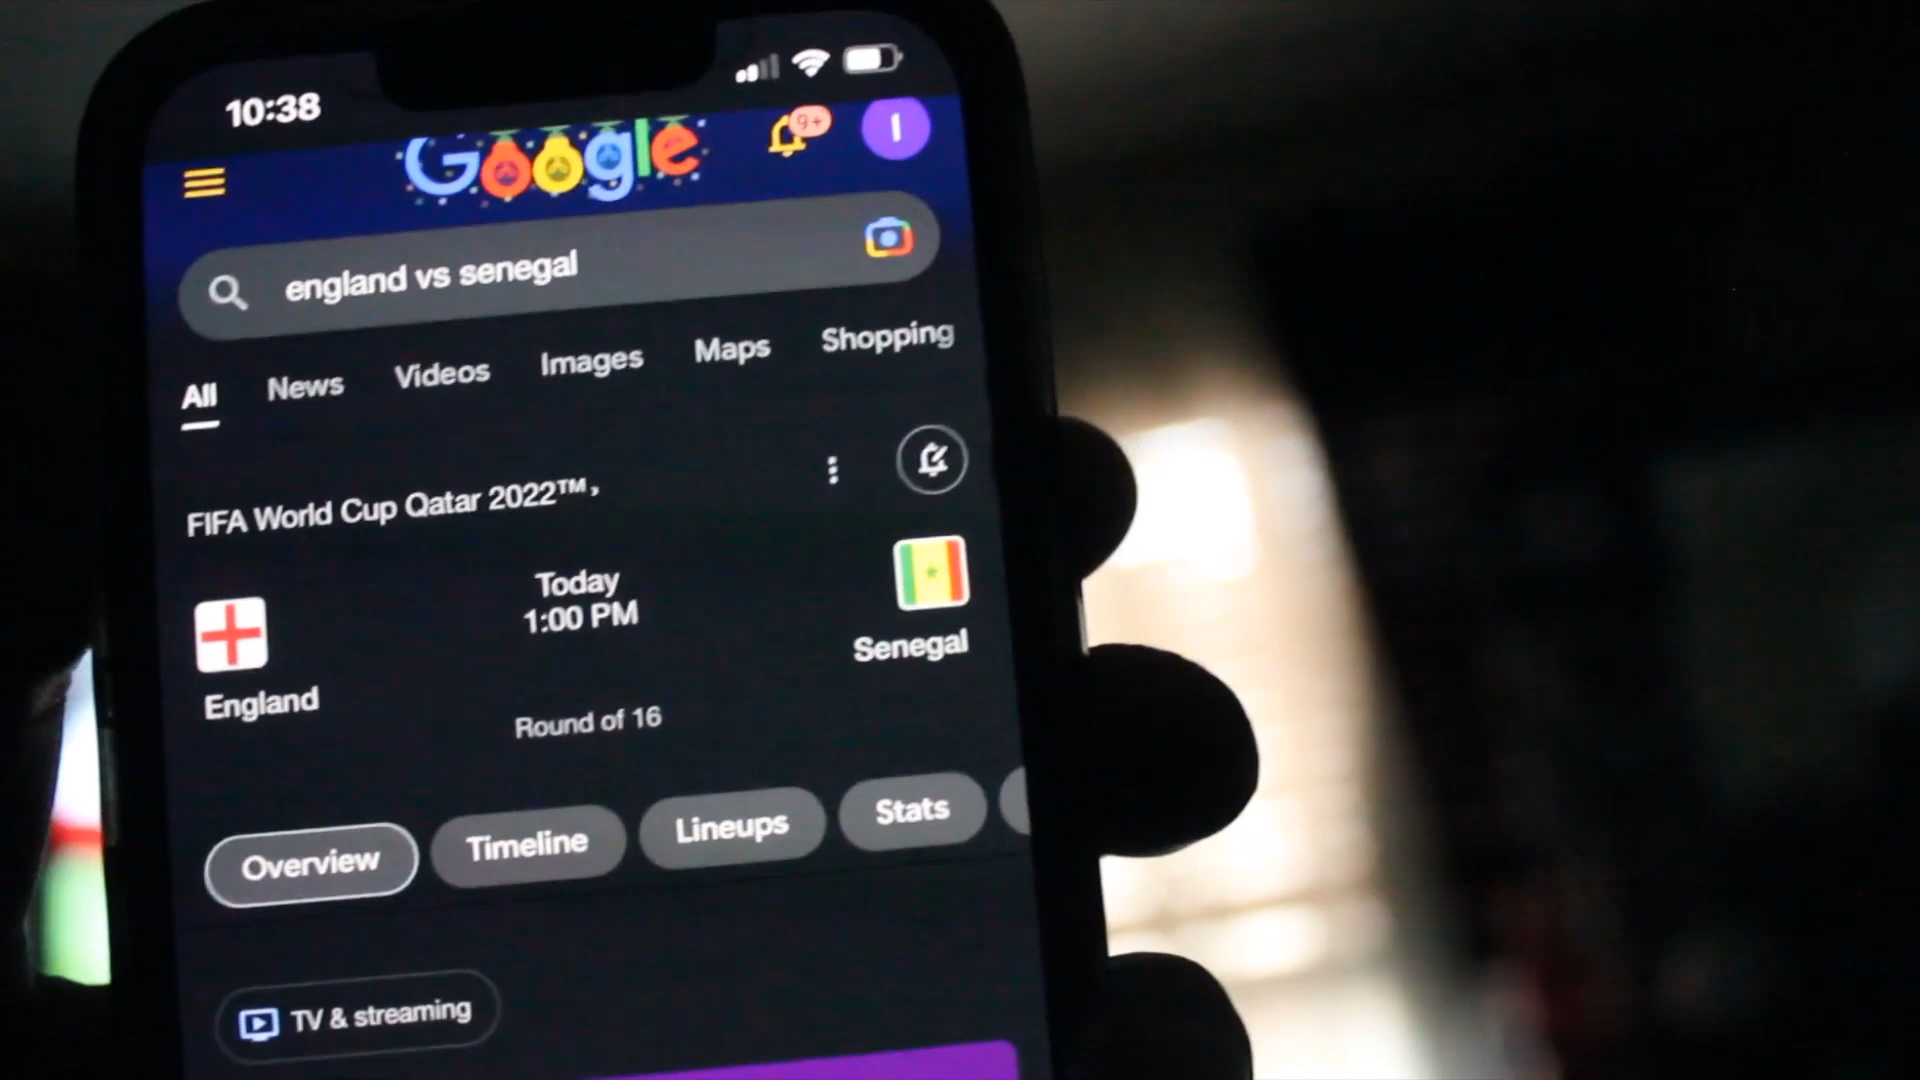 10:38
Google
9+
I
england vs senegal
All News Videos Images Maps Shopping
FIFA World Cup Qatar 2022™ ›
Today
1:00 PM
England
Senegal
Round of 16
Overview Timeline Lineups Stats
TV & streaming